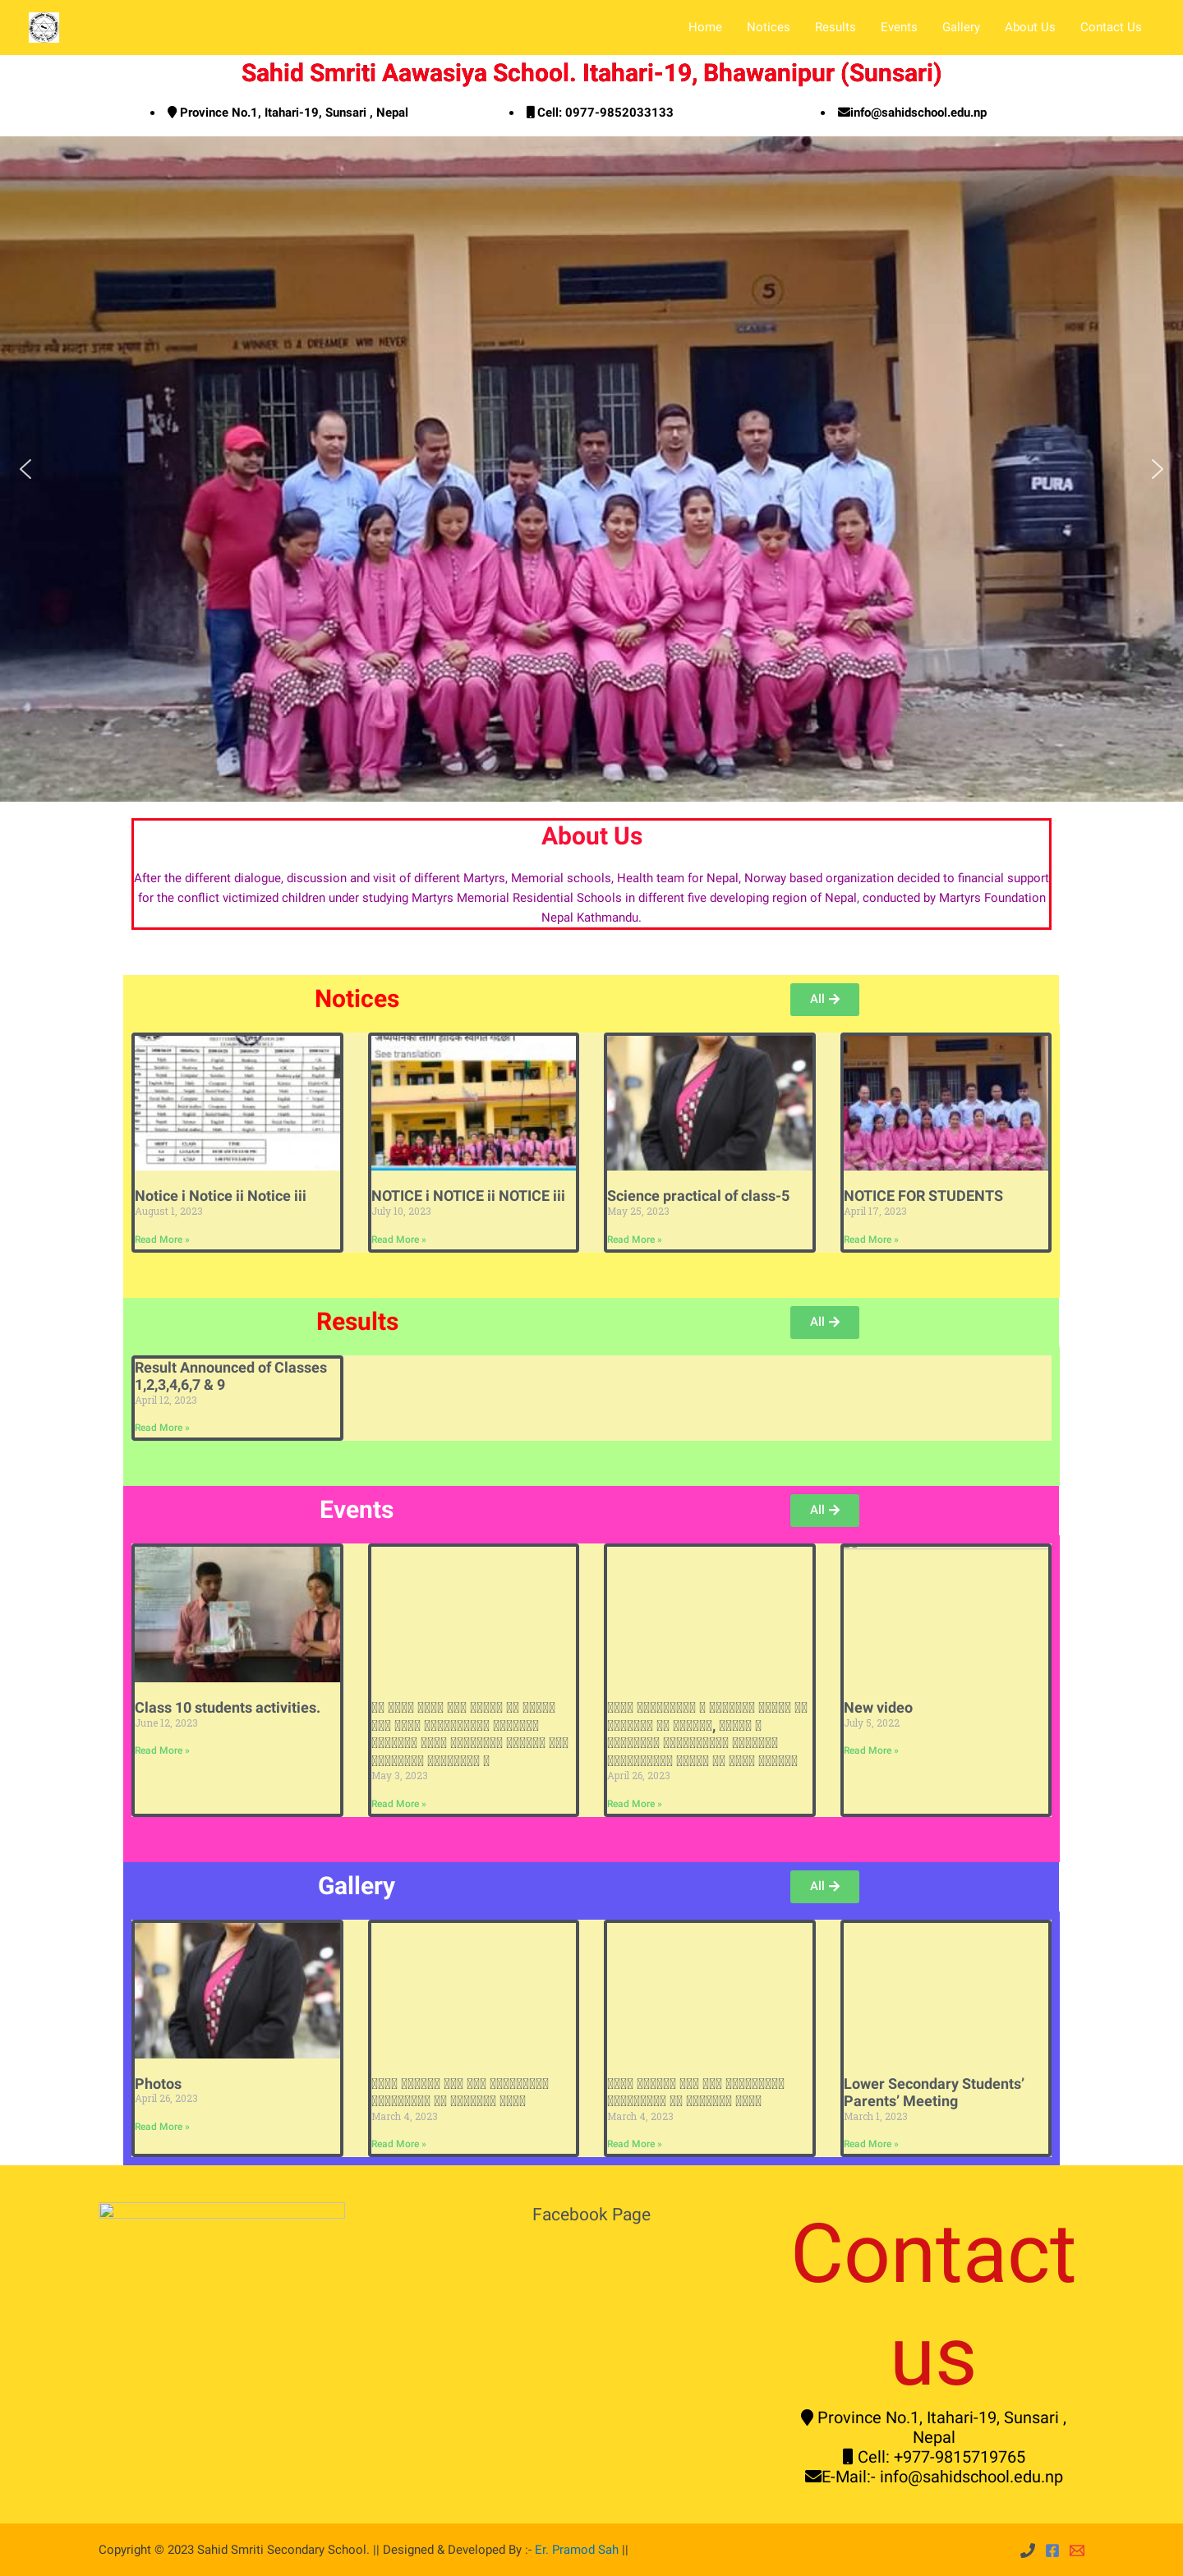 Home Notices Results Events Gallery About Us Contact Us
Sahid Smriti Aawasiya School. Itahari-19, Bhawanipur (Sunsari)
Province No.1, Itahari-19, Sunsari , Nepal
Cell: 0977-9852033133
info@sahidschool.edu.np
5
A WINNER IS A DREAMER WHO NEVER
PURA
About Us
After the different dialogue, discussion and visit of different Martyrs, Memorial schools, Health team for Nepal, Norway based organization decided to financial support
for the conflict victimized children under studying Martyrs Memorial Residential Schools in different five developing region of Nepal, conducted by Martyrs Foundation
Nepal Kathmandu.
Notices
All
See translation
Notice i Notice ii Notice iii
August 1, 2023
Read More »
NOTICE i NOTICE ii NOTICE iii
July 10, 2023
Read More »
Science practical of class-5
May 25, 2023
Read More »
NOTICE FOR STUDENTS
April 17, 2023
Read More »
Results
All
Result Announced of Classes
1,2,3,4,6,7 & 9
April 12, 2023
Read More »
Events
All
Class 10 students activities.
June 12, 2023
Read More »
May 3, 2023
Read More »
April 26, 2023
Read More »
New video
July 5, 2022
Read More »
Gallery
All
Photos
April 26, 2023
Read More »
March 4, 2023
Read More »
March 4, 2023
Read More »
Lower Secondary Students’
Parents’ Meeting
March 1, 2023
Read More »
Facebook Page
Contact
us
Province No.1, Itahari-19, Sunsari ,
Nepal
Cell: +977-9815719765
E-Mail:- info@sahidschool.edu.np
Copyright © 2023 Sahid Smriti Secondary School. || Designed & Developed By :- Er. Pramod Sah ||